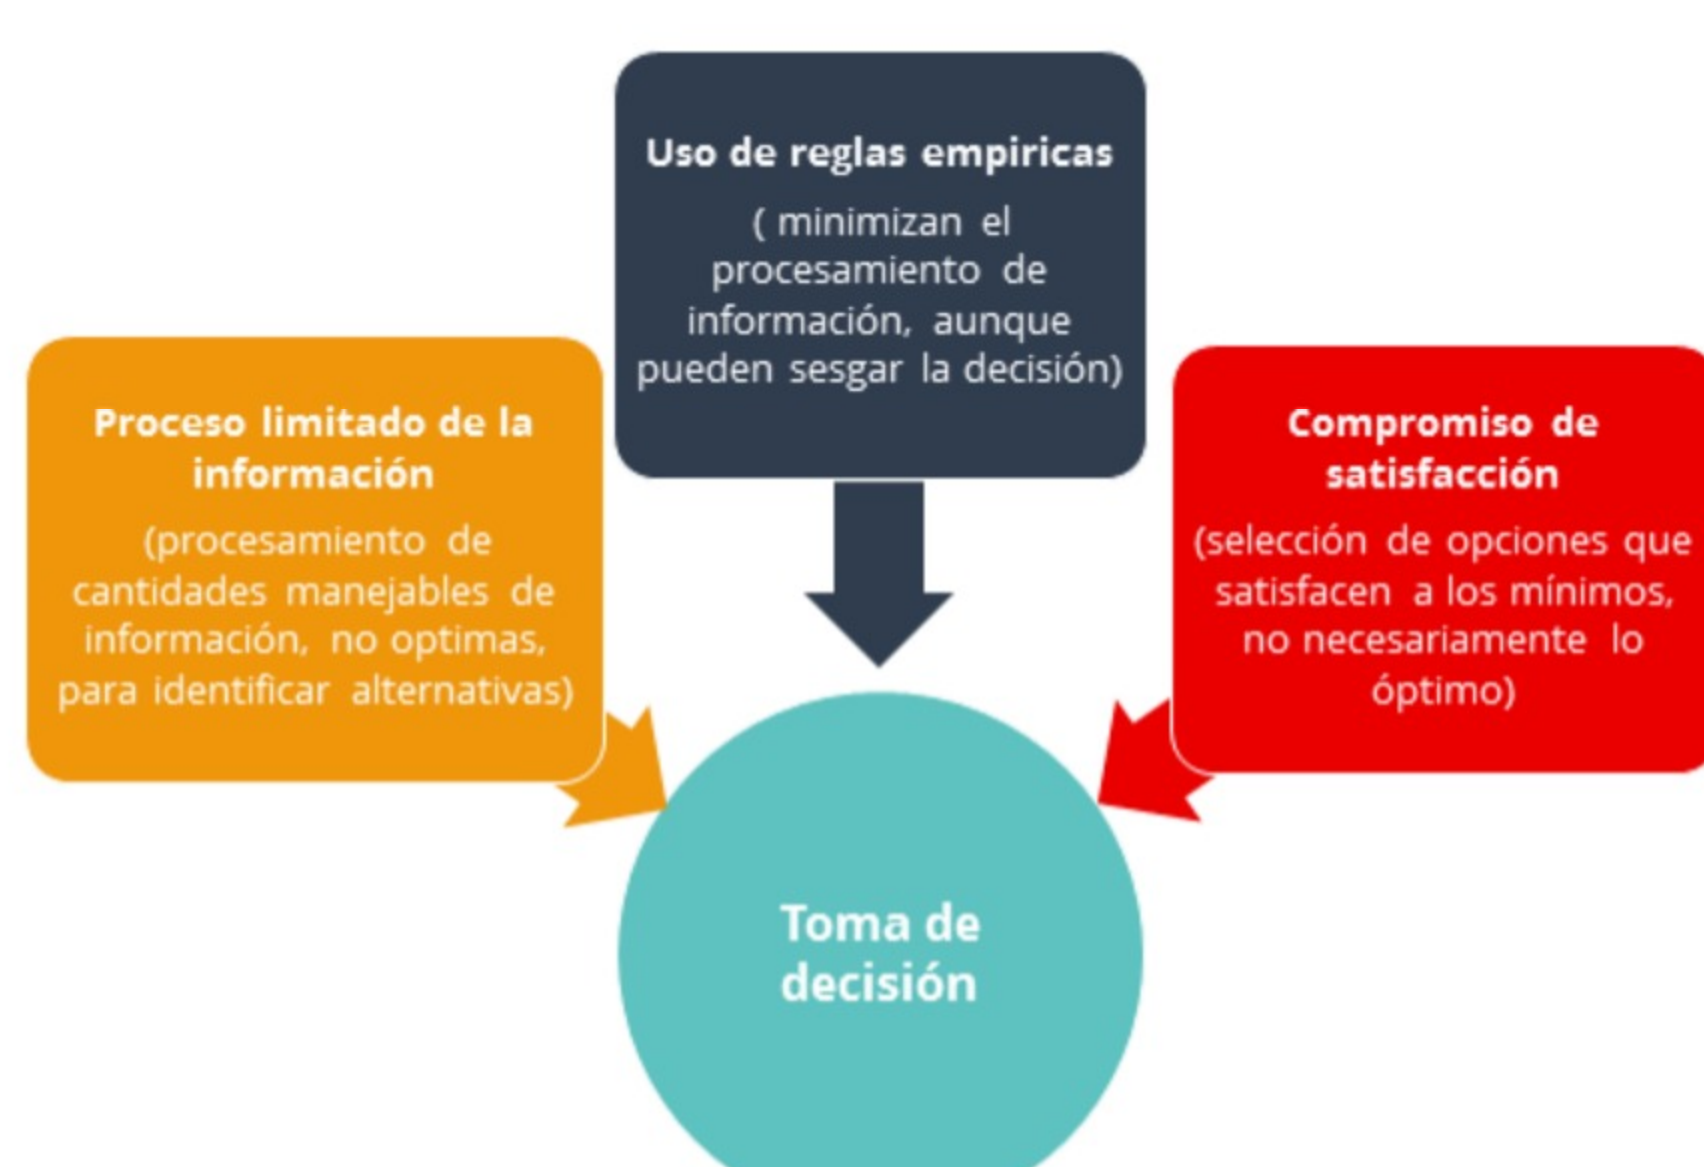 Uso de reglas empiricas
( minimizan el
procesamiento de
información, aunque
pueden sesgar la decisión)
Proceso limitado de la
información
(procesamiento de
cantidades manejables de
información, no optimas,
para identificar alternativas)
Compromiso de
satisfacción
(selección de opciones que
satisfacen a los mínimos,
no necesariamente lo
óptimo)
Toma de
decisión